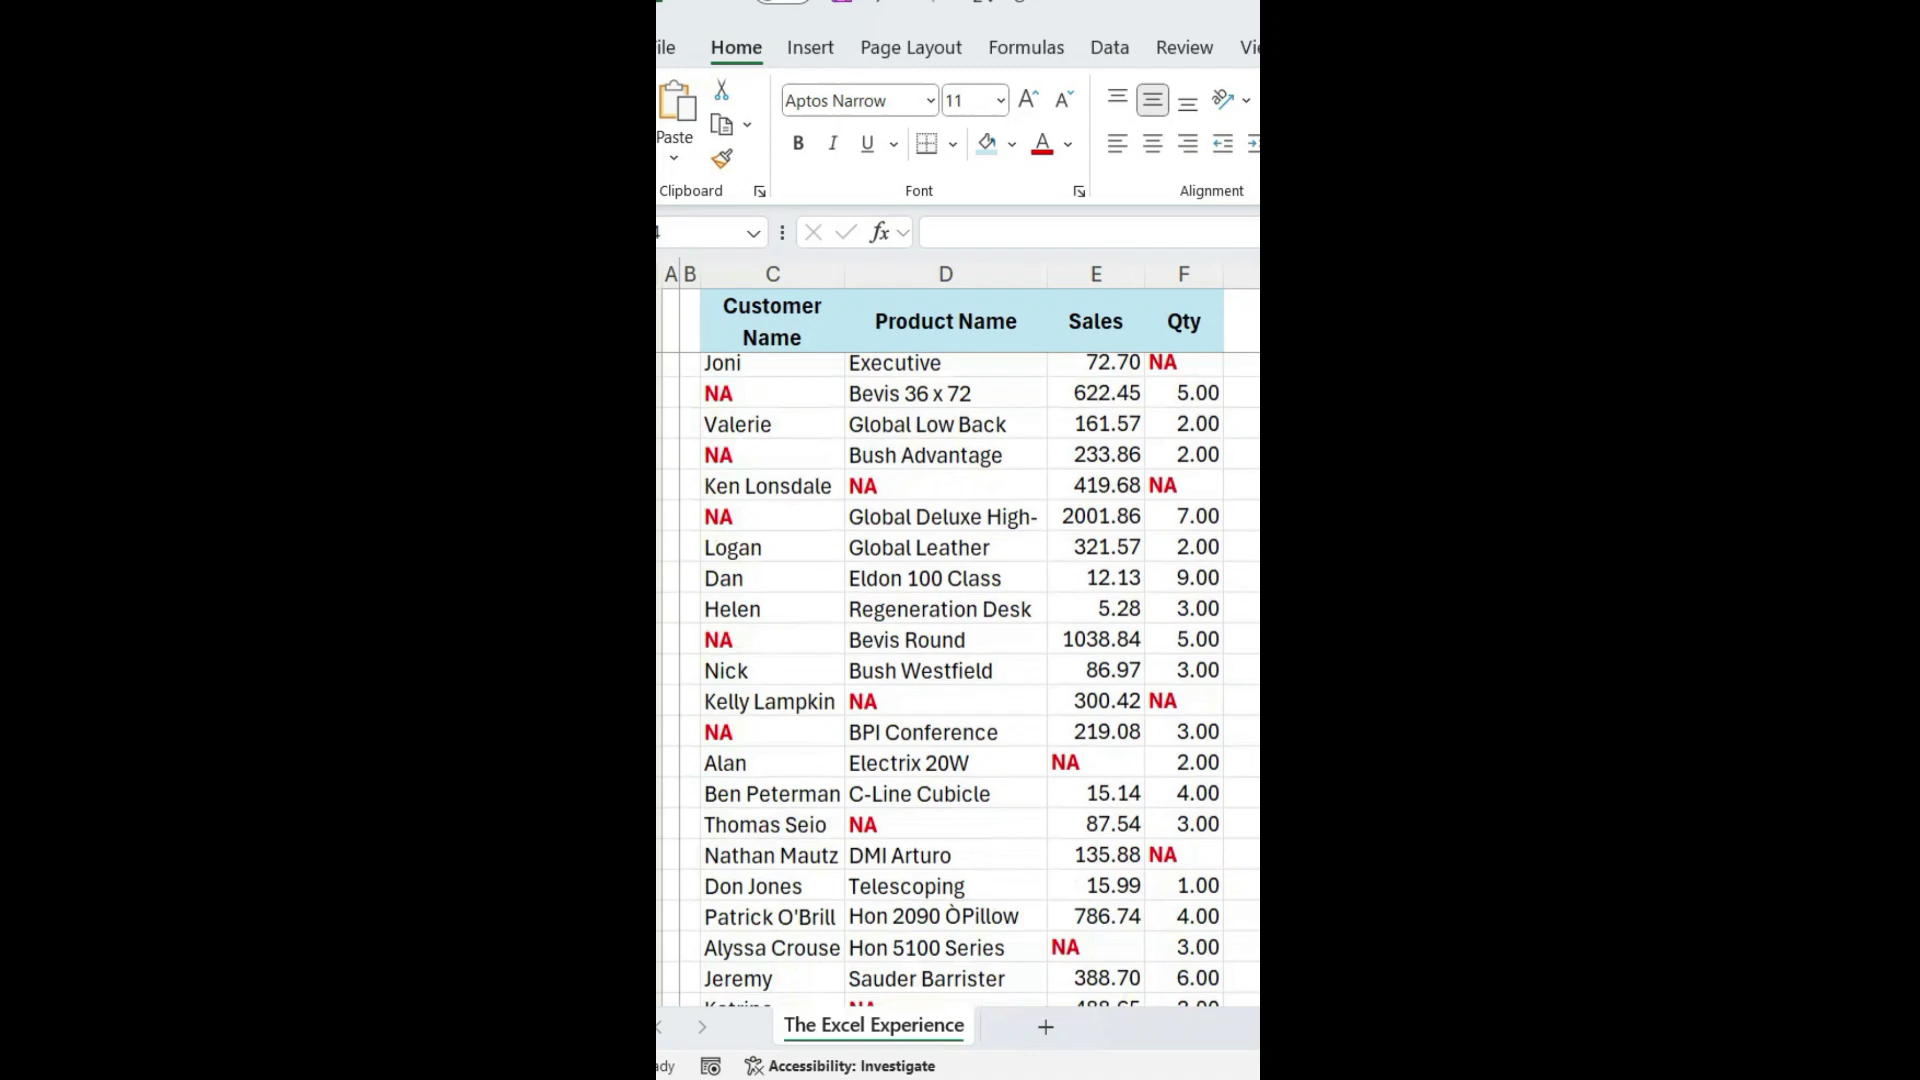 ile Home Insert Page Layout Formulas Data Review Vi
Aptos Narrow 11
Paste B I U A
Clipboard Font Alignment
fx
A B C D E F
Customer Name Product Name Sales Qty
Joni Executive 72.70 NA
NA Bevis 36 x 72 622.45 5.00
Valerie Global Low Back 161.57 2.00
NA Bush Advantage 233.86 2.00
Ken Lonsdale NA 419.68 NA
NA Global Deluxe High- 2001.86 7.00
Logan Global Leather 321.57 2.00
Dan Eldon 100 Class 12.13 9.00
Helen Regeneration Desk 5.28 3.00
NA Bevis Round 1038.84 5.00
Nick Bush Westfield 86.97 3.00
Kelly Lampkin NA 300.42 NA
NA BPI Conference 219.08 3.00
Alan Electrix 20W NA 2.00
Ben Peterman C-Line Cubicle 15.14 4.00
Thomas Seio NA 87.54 3.00
Nathan Mautz DMI Arturo 135.88 NA
Don Jones Telescoping 15.99 1.00
Patrick O'Brill Hon 2090 ÒPillow 786.74 4.00
Alyssa Crouse Hon 5100 Series NA 3.00
Jeremy Sauder Barrister 388.70 6.00
The Excel Experience
ady Accessibility: Investigate